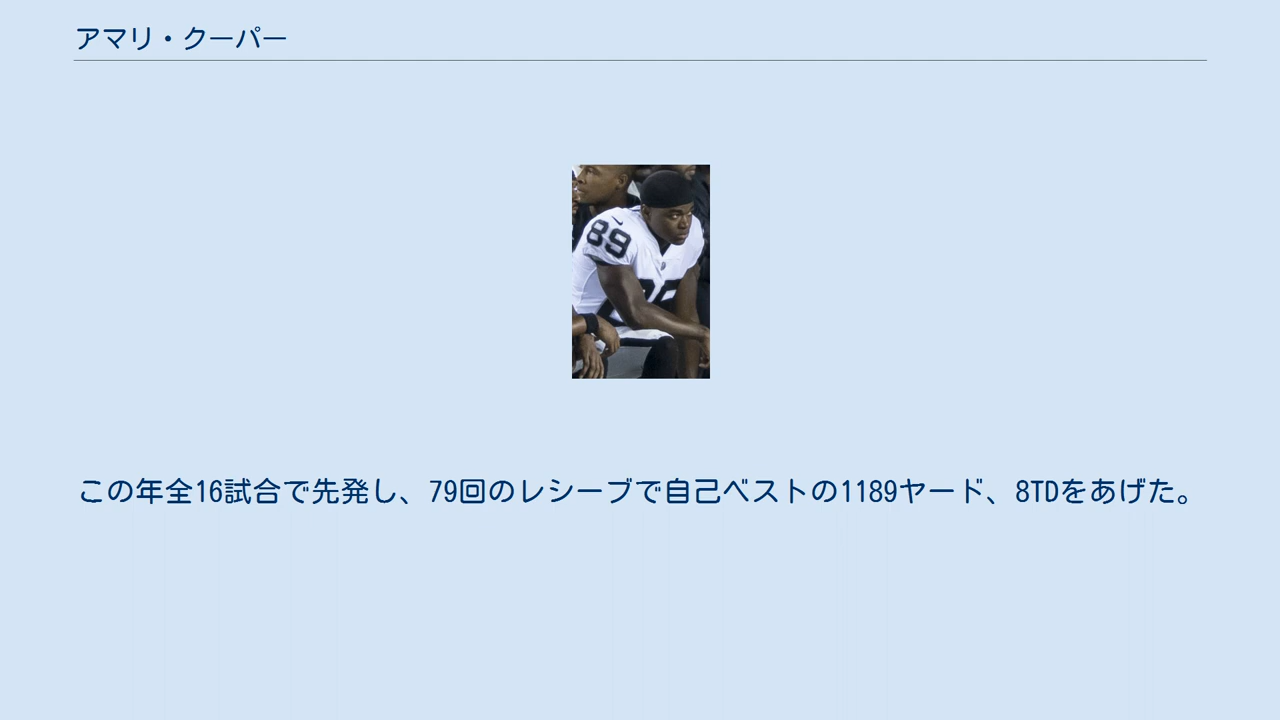 アマリ・クーパー
89
この年全16試合で先発し、79回のレシーブで自己ベストの1189ヤード、8TDをあげた。